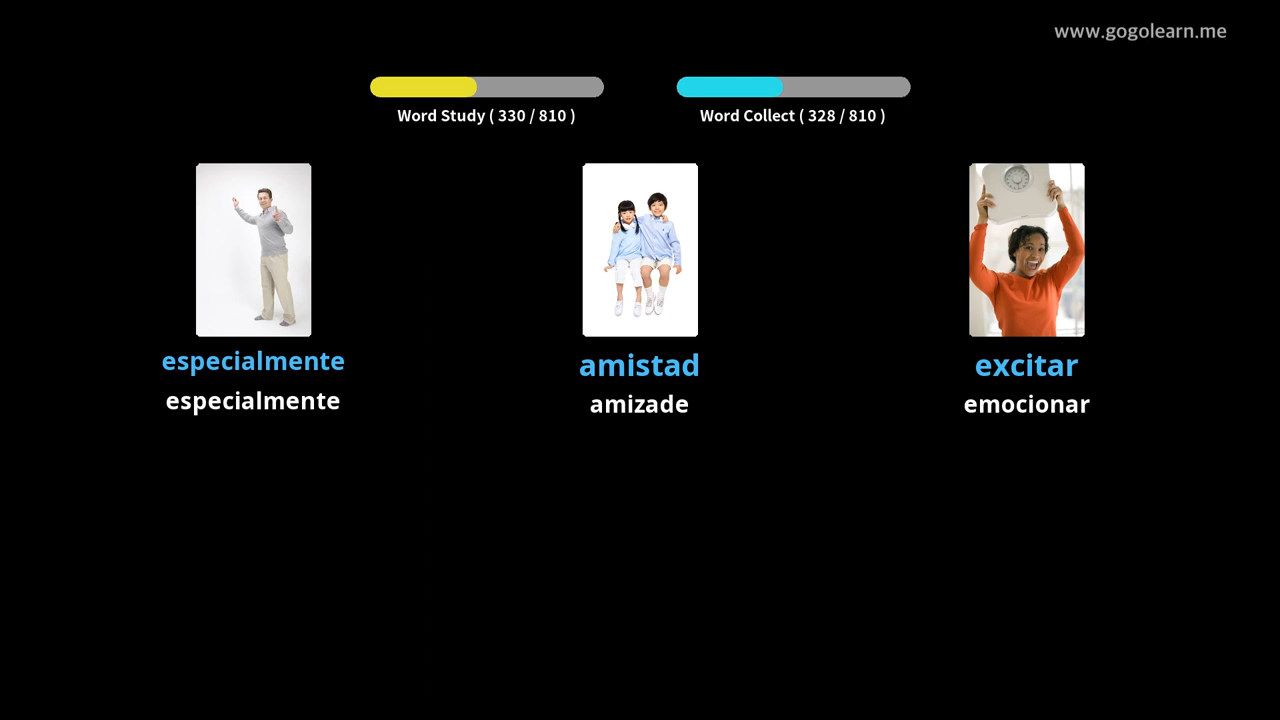 www.gogolearn.me
Word Study ( 330 / 810 )
Word Collect ( 328 / 810 )
especialmente
especialmente
amistad
amizade
excitar
emocionar